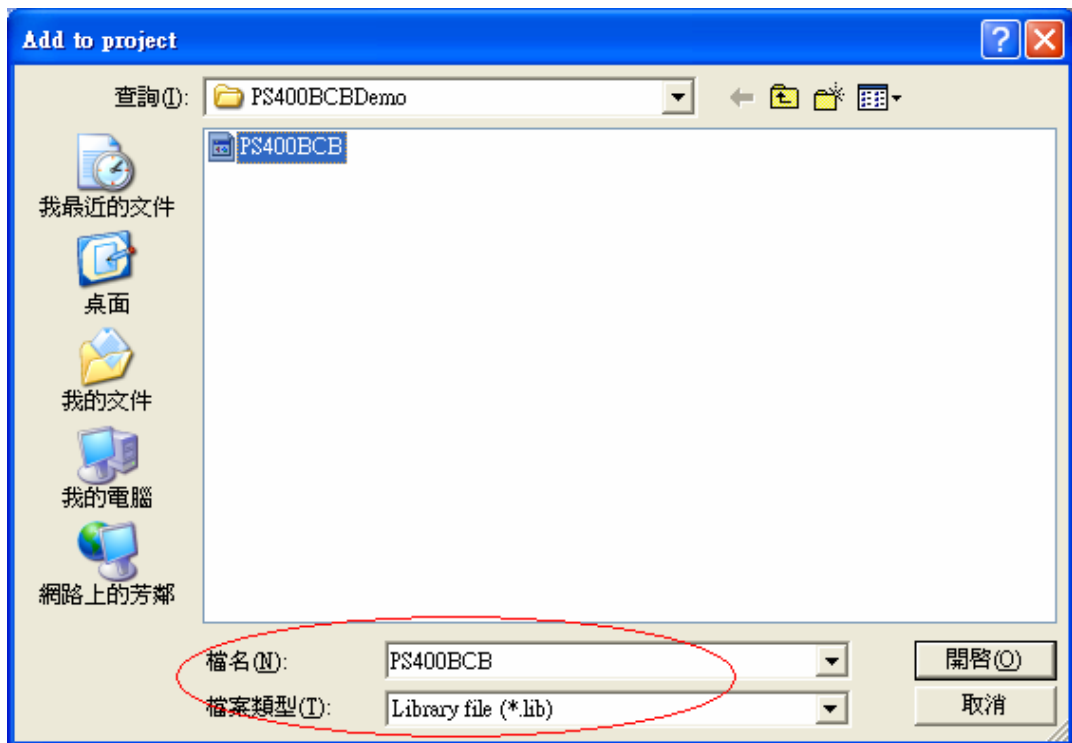 Add to project
查詢(I): PS400BCBDemo
PS400BCB
我最近的文件
桌面
我的文件
我的電腦
網路上的芳鄰
檔名(N): PS400BCB 開啓(O)
檔案類型(T): Library file (*.lib) 取消